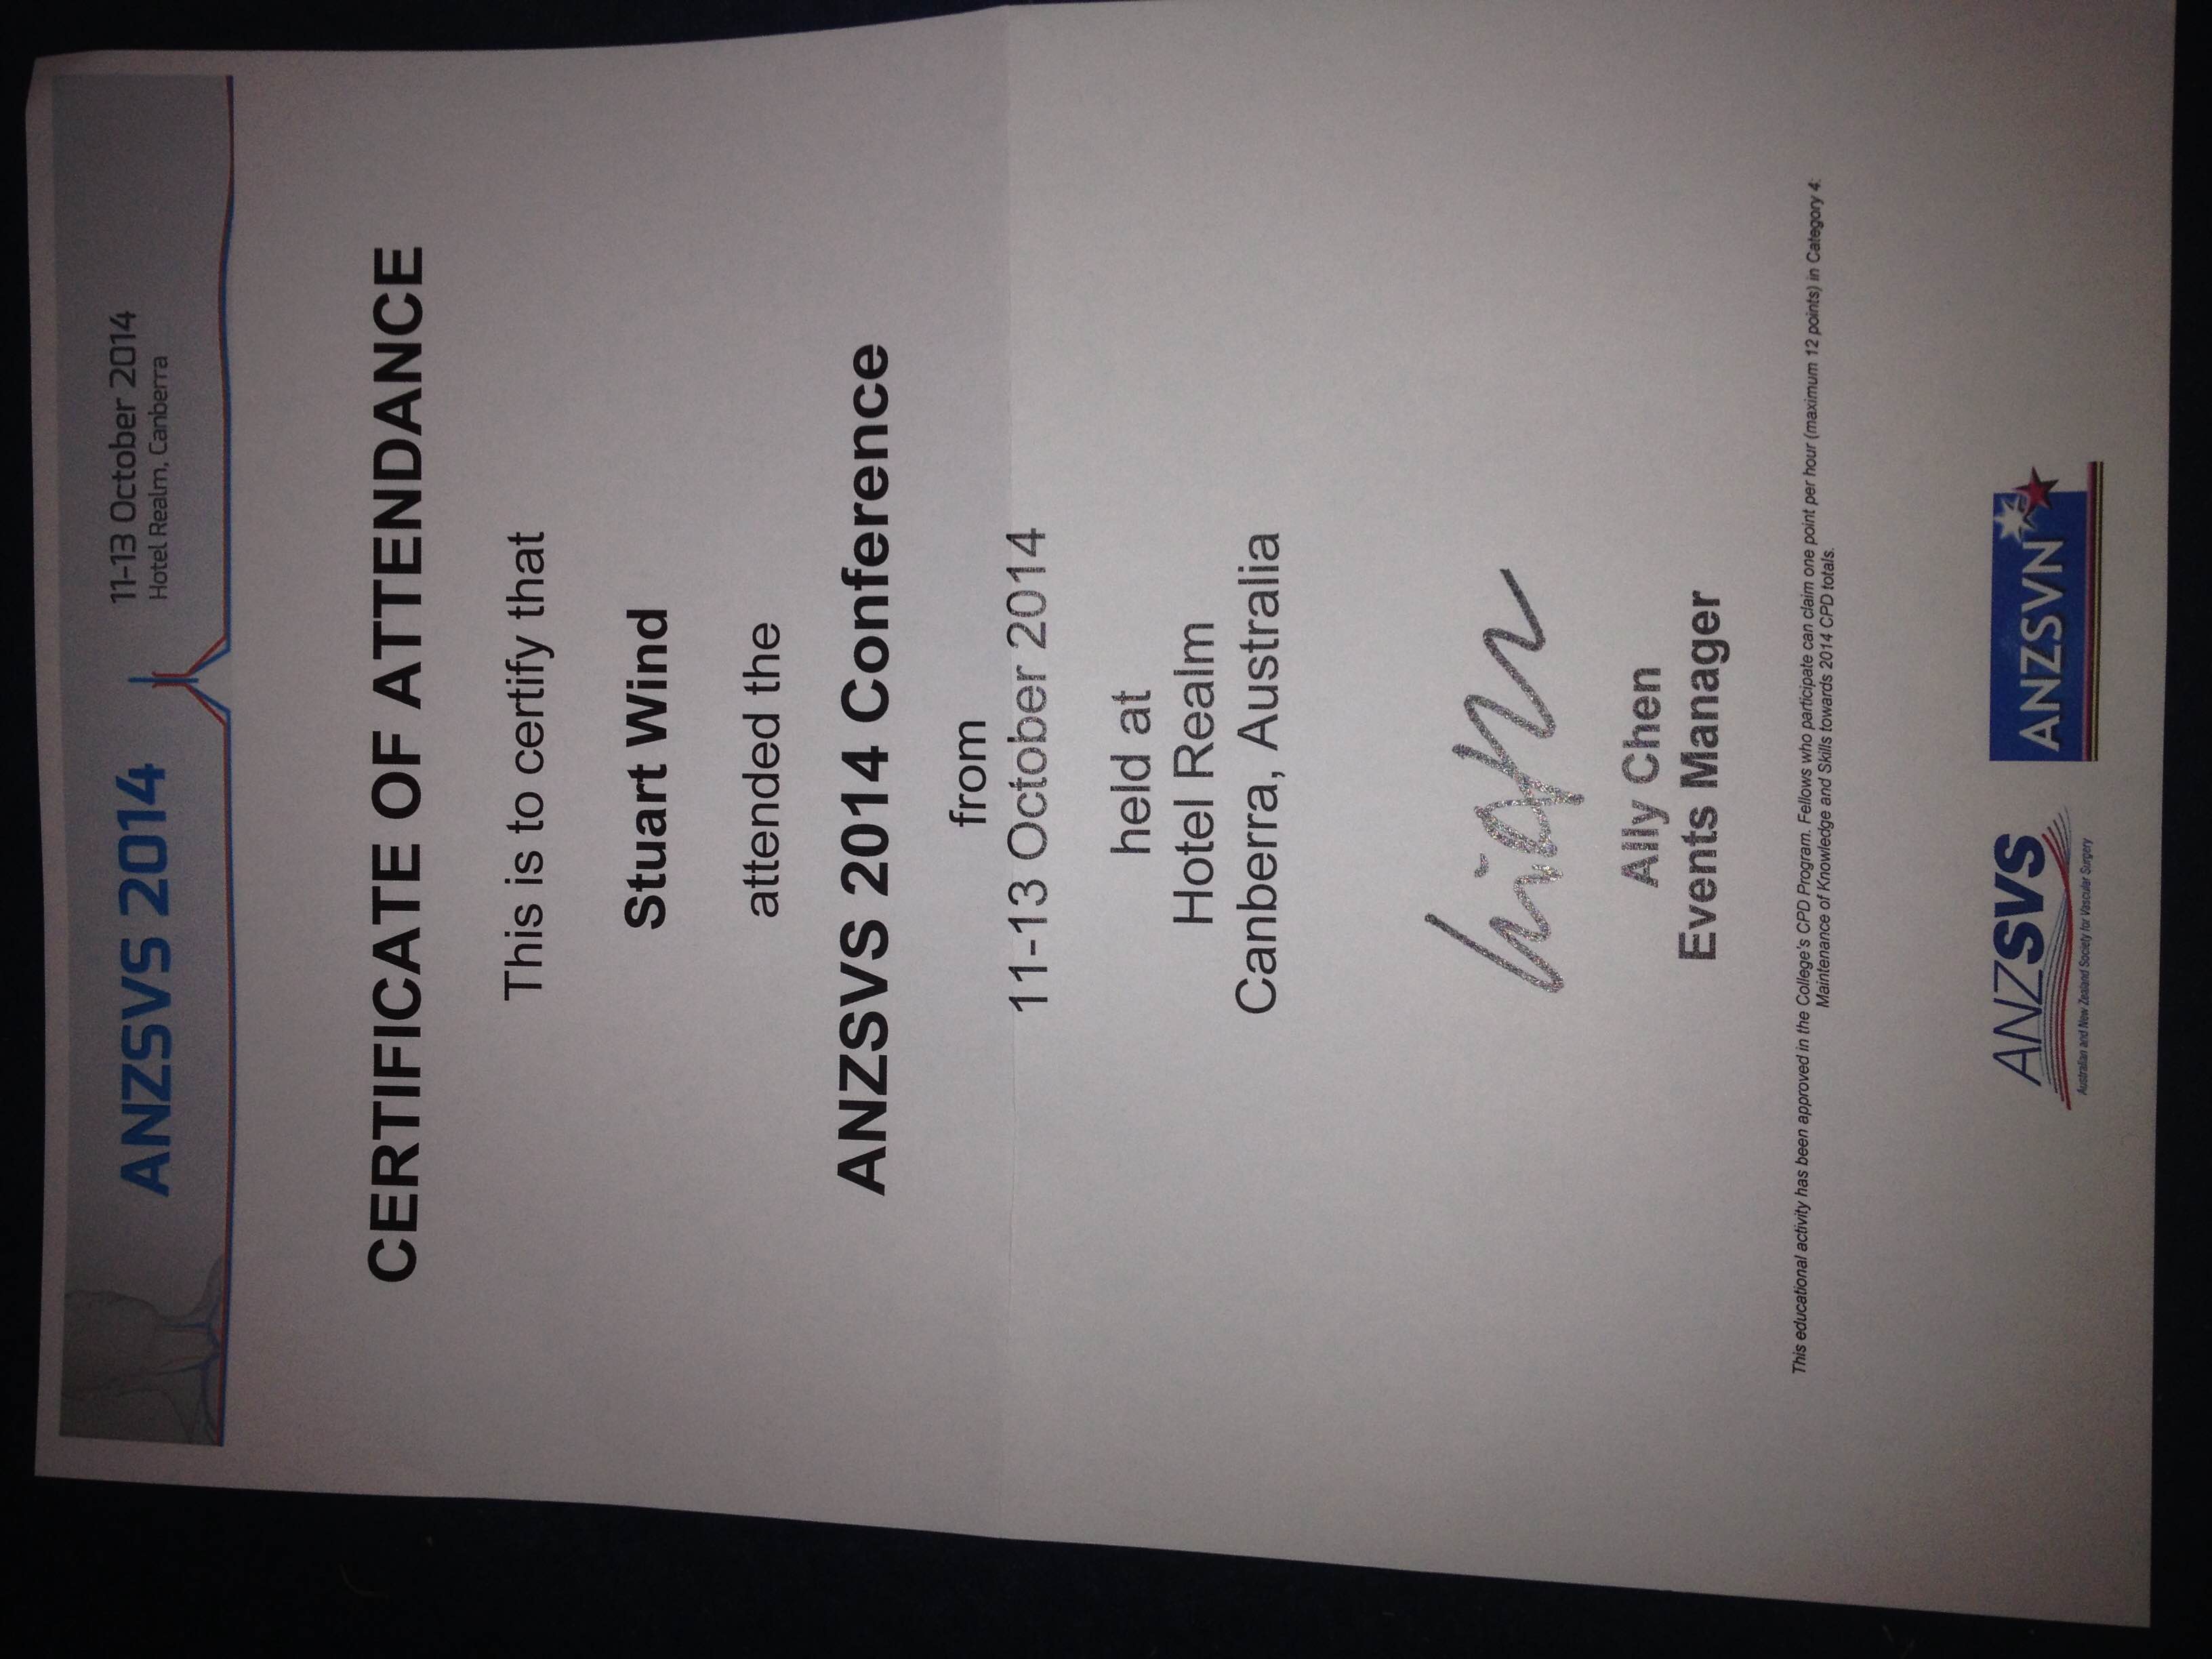 ANZSVS 2014
11-13 October 2014
Hotel Realm, Canberra
CERTIFICATE OF ATTENDANCE
This is to certify that
Stuart Wind
attended the
ANZSVS 2014 Conference
from
11-13 October 2014
held at
Hotel Realm
Canberra, Australia
Ally Chen
Events Manager
This educational activity has been approved in the College's CPD Program. Fellows who participate can claim one point per hour (maximum 12 points) in Category 4:
Maintenance of Knowledge and Skills towards 2014 CPD totals.
ANZSVS
Australian and New Zealand Society for Vascular Surgery
ANZSVN